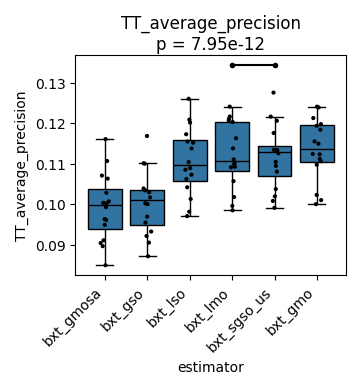 TT_average_precision
p = 7.95e-12
TT_average_precision
0.13
0.12
0.11
0.10
0.09
bxt_gmosa
bxt_gso
bxt_lso
bxt_lmo
bxt_sgso_us
bxt_gmo
estimator